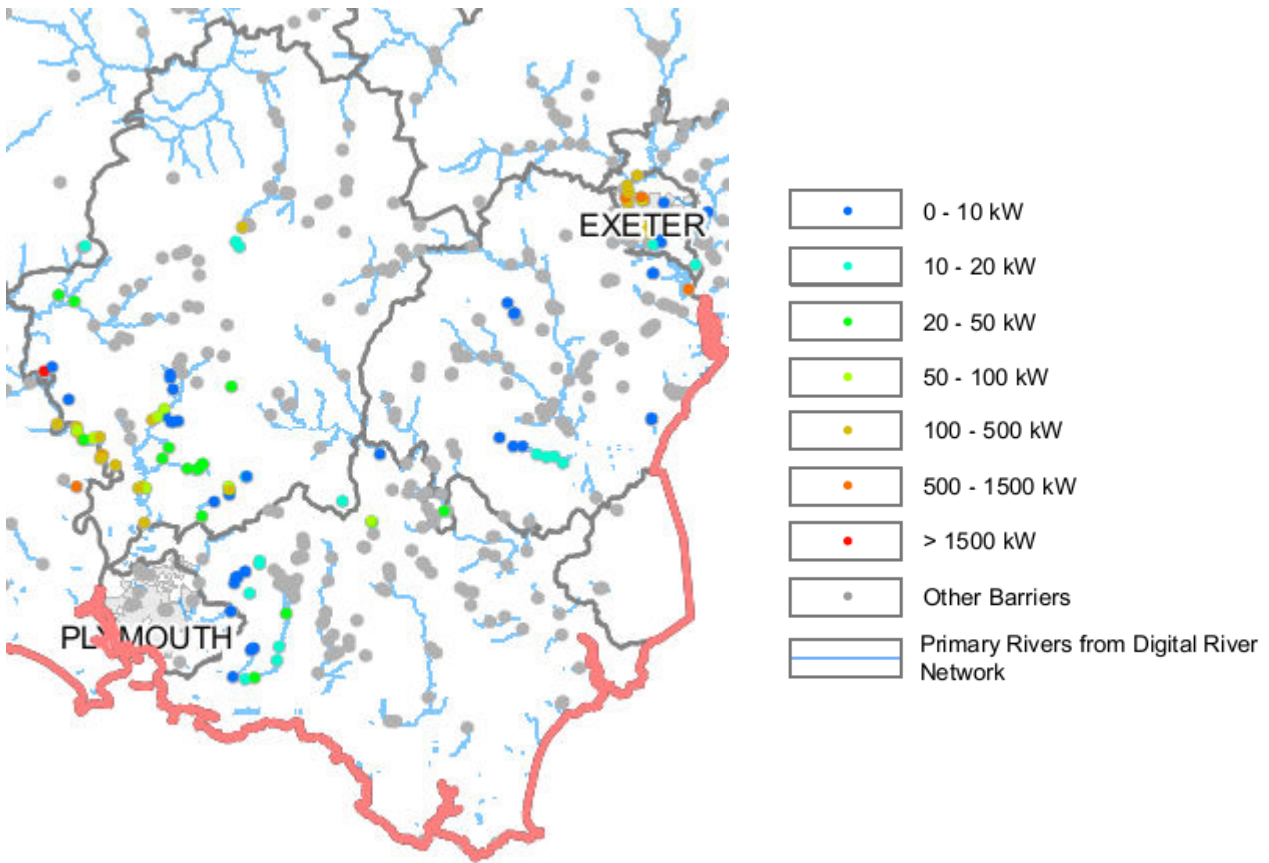 EXETER
PLYMOUTH
0 - 10 kW
10 - 20 kW
20 - 50 kW
50 - 100 kW
100 - 500 kW
500 - 1500 kW
> 1500 kW
Other Barriers
Primary Rivers from Digital River
Network